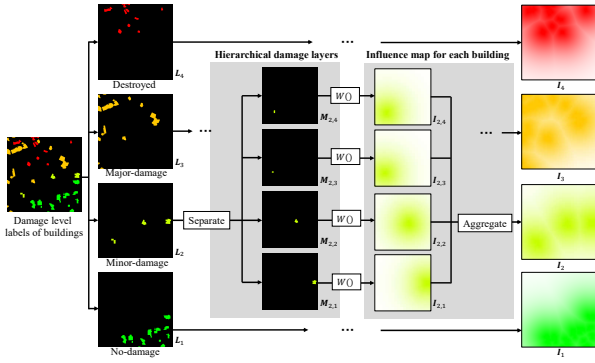 Hierarchical damage layers
Influence map for each building
...
Destroyed
L4
M2,4
W()
I2,4
I4
...
...
Major-damage
L3
M2,3
W()
I2,3
I3
Damage level
labels of buildings
Minor-damage
L2
Separate
M2,2
W()
I2,2
Aggregate
I2
M2,1
W()
I2,1
No-damage
L1
...
I1